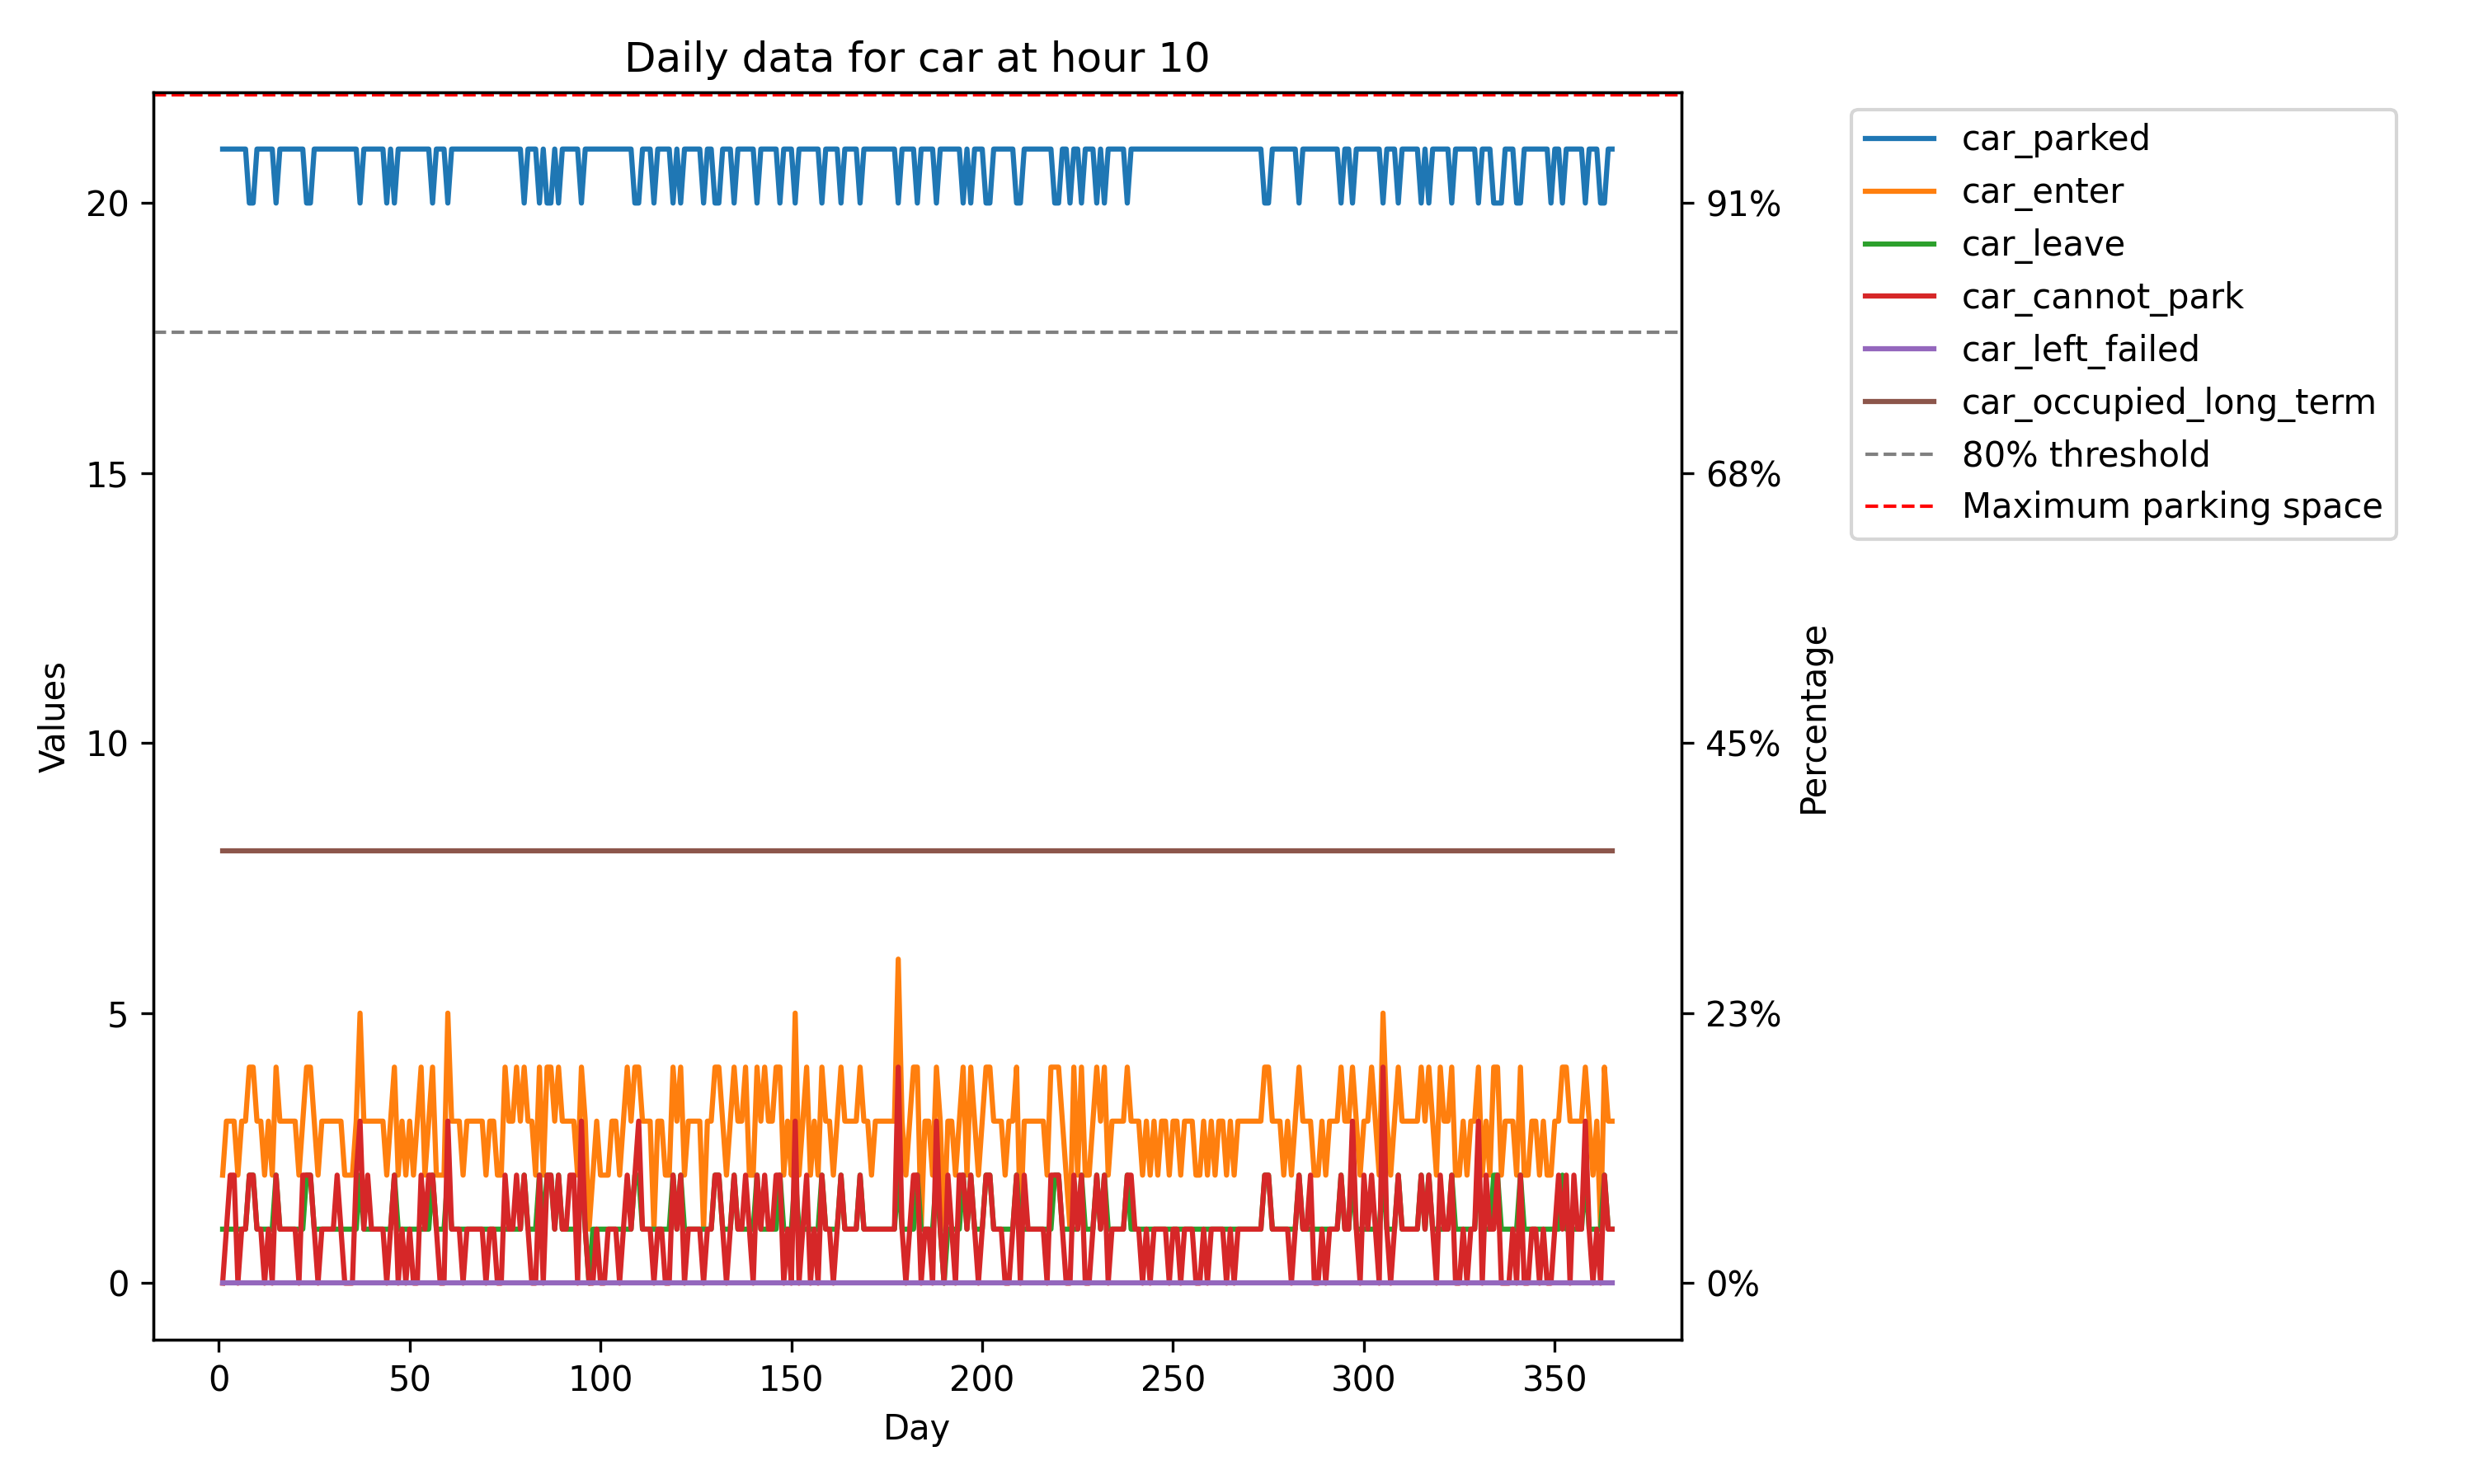 Daily data for car at hour 10
Values
20
15
10
5
0
0
50
100
150
200
250
300
350
Day
91%
68%
45%
23%
0%
Percentage
car_parked
car_enter
car_leave
car_cannot_park
car_left_failed
car_occupied_long_term
80% threshold
Maximum parking space